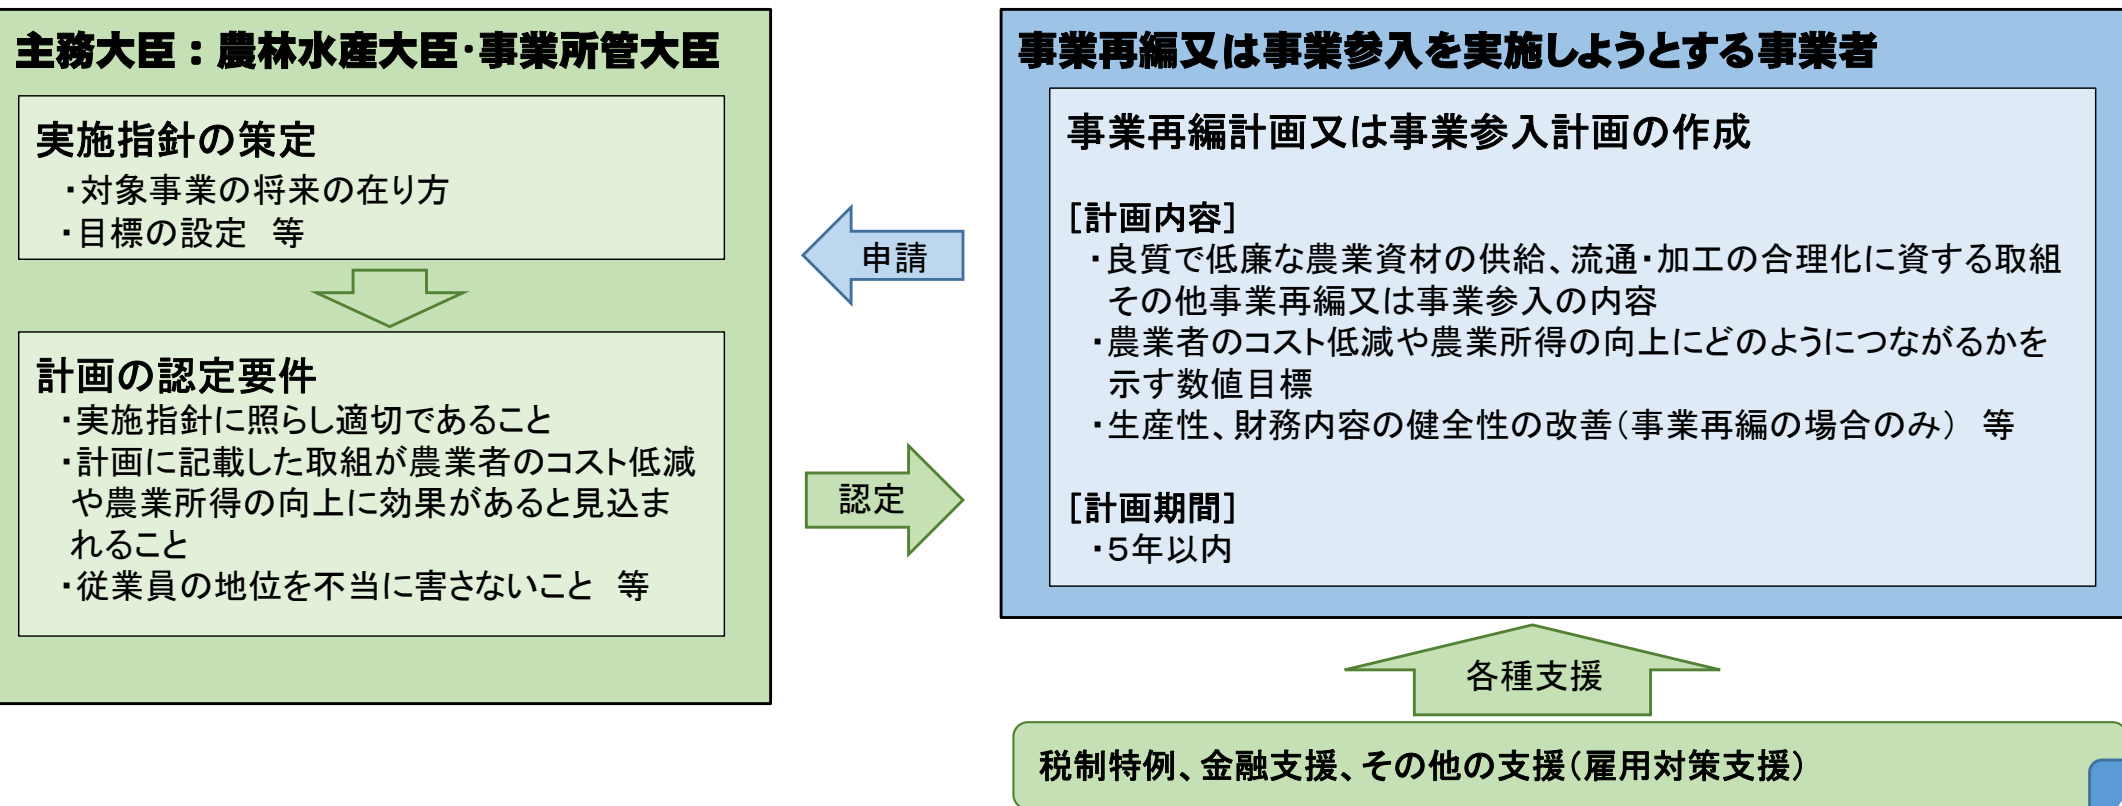 主務大臣：農林水産大臣・事業所管大臣
実施指針の策定
・対象事業の将来の在り方
・目標の設定　等
計画の認定要件
・実施指針に照らし適切であること
・計画に記載した取組が農業者のコスト低減
や農業所得の向上に効果があると見込ま
れること
・従業員の地位を不当に害さないこと　等
申請
認定
事業再編又は事業参入を実施しようとする事業者
事業再編計画又は事業参入計画の作成
［計画内容］
・良質で低廉な農業資材の供給、流通・加工の合理化に資する取組
その他事業再編又は事業参入の内容
・農業者のコスト低減や農業所得の向上にどのようにつながるかを
示す数値目標
・生産性、財務内容の健全性の改善（事業再編の場合のみ）　等
［計画期間］
・５年以内
各種支援
税制特例、金融支援、その他の支援（雇用対策支援）